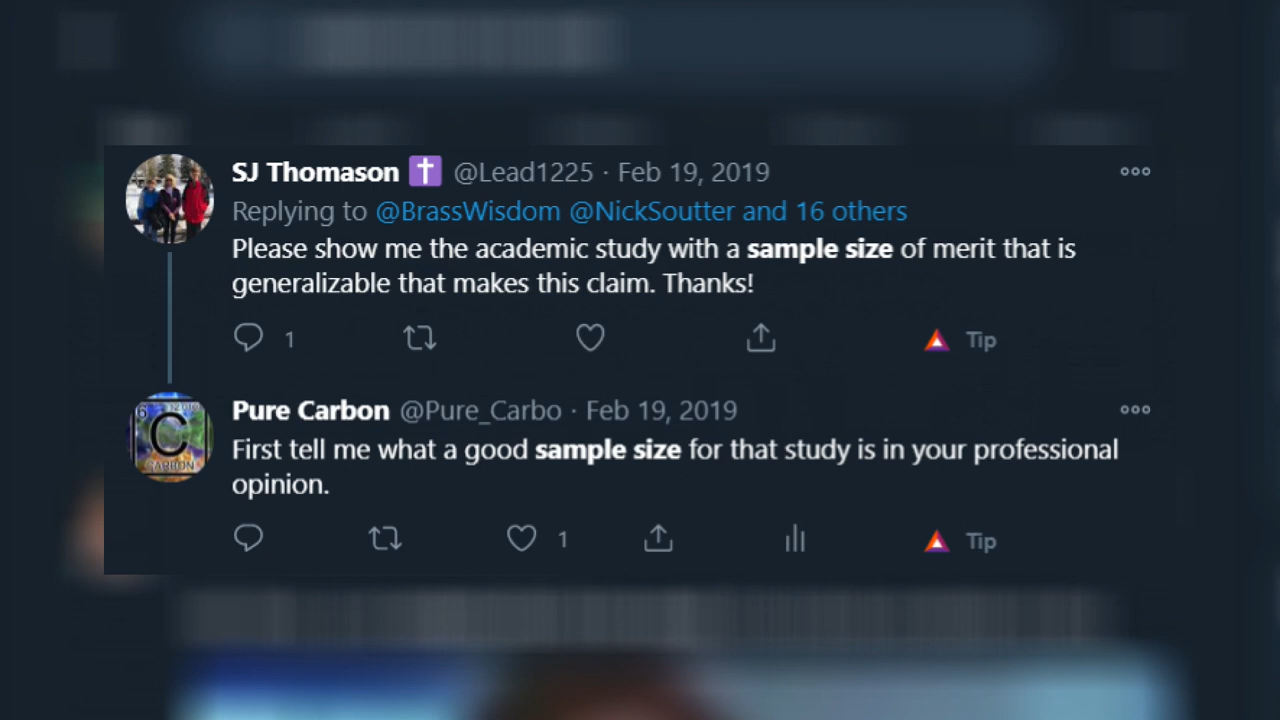 SJ Thomason ✝ @Lead1225 · Feb 19, 2019
Replying to @BrassWisdom @NickSoutter and 16 others
Please show me the academic study with a sample size of merit that is
generalizable that makes this claim. Thanks!
1 Tip
6 C CARBON
Pure Carbon @Pure_Carbo · Feb 19, 2019
First tell me what a good sample size for that study is in your professional
opinion.
1 Tip